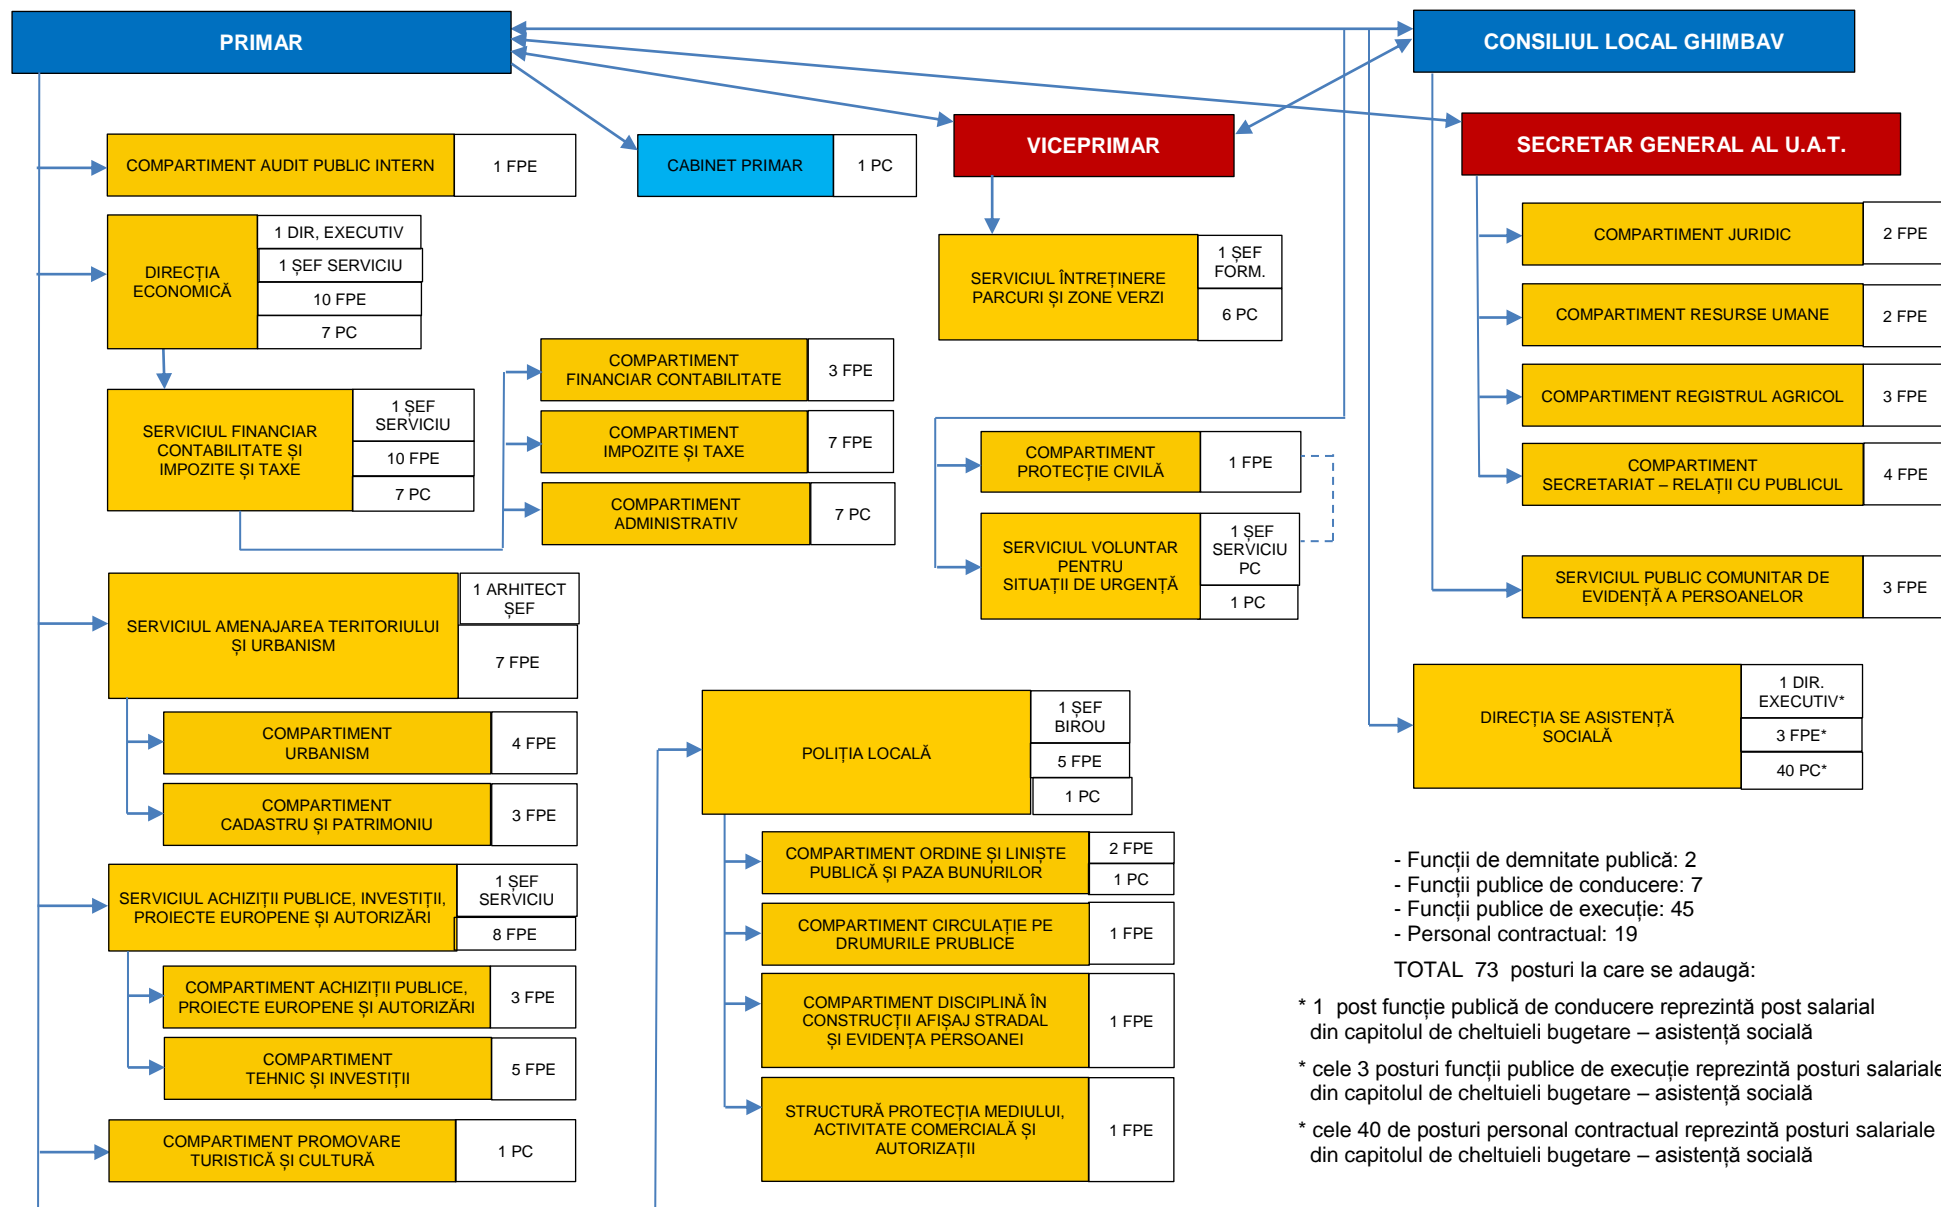 PRIMAR
CONSILIUL LOCAL GHIMBAV
VICEPRIMAR
SECRETAR GENERAL AL U.A.T.
COMPARTIMENT AUDIT PUBLIC INTERN
1 FPE
CABINET PRIMAR
1 PC
DIRECȚIA
ECONOMICĂ
1 DIR, EXECUTIV
1 ȘEF SERVICIU
10 FPE
7 PC
SERVICIUL FINANCIAR
CONTABILITATE ȘI
IMPOZITE ȘI TAXE
1 ȘEF
SERVICIU
10 FPE
7 PC
COMPARTIMENT
FINANCIAR CONTABILITATE
3 FPE
COMPARTIMENT
IMPOZITE ȘI TAXE
7 FPE
COMPARTIMENT
ADMINISTRATIV
7 PC
SERVICIUL ÎNTREȚINERE
PARCURI ȘI ZONE VERZI
1 ȘEF
FORM.
6 PC
COMPARTIMENT
PROTECȚIE CIVILĂ
1 FPE
SERVICIUL VOLUNTAR
PENTRU
SITUAȚII DE URGENȚĂ
1 ȘEF
SERVICIU
PC
1 PC
COMPARTIMENT JURIDIC
2 FPE
COMPARTIMENT RESURSE UMANE
2 FPE
COMPARTIMENT REGISTRUL AGRICOL
3 FPE
COMPARTIMENT
SECRETARIAT – RELAȚII CU PUBLICUL
4 FPE
SERVICIUL PUBLIC COMUNITAR DE
EVIDENȚĂ A PERSOANELOR
3 FPE
DIRECȚIA SE ASISTENȚĂ
SOCIALĂ
1 DIR.
EXECUTIV*
3 FPE*
40 PC*
SERVICIUL AMENAJAREA TERITORIULUI
ȘI URBANISM
1 ARHITECT
ȘEF
7 FPE
COMPARTIMENT
URBANISM
4 FPE
COMPARTIMENT
CADASTRU ȘI PATRIMONIU
3 FPE
SERVICIUL ACHIZIȚII PUBLICE, INVESTIȚII,
PROIECTE EUROPENE ȘI AUTORIZĂRI
1 ȘEF
SERVICIU
8 FPE
COMPARTIMENT ACHIZIȚII PUBLICE,
PROIECTE EUROPENE ȘI AUTORIZĂRI
3 FPE
COMPARTIMENT
TEHNIC ȘI INVESTIȚII
5 FPE
COMPARTIMENT PROMOVARE
TURISTICĂ ȘI CULTURĂ
1 PC
POLIȚIA LOCALĂ
1 ȘEF
BIROU
5 FPE
1 PC
COMPARTIMENT ORDINE ȘI LINIȘTE
PUBLICĂ ȘI PAZA BUNURILOR
2 FPE
1 PC
COMPARTIMENT CIRCULAȚIE PE
DRUMURILE PRUBLICE
1 FPE
COMPARTIMENT DISCIPLINĂ ÎN
CONSTRUCȚII AFIȘAJ STRADAL
ȘI EVIDENȚA PERSOANEI
1 FPE
STRUCTURĂ PROTECȚIA MEDIULUI,
ACTIVITATE COMERCIALĂ ȘI
AUTORIZAȚII
1 FPE
- Funcții de demnitate publică: 2
- Funcții publice de conducere: 7
- Funcții publice de execuție: 45
- Personal contractual: 19
TOTAL 73 posturi la care se adaugă:
* 1 post funcție publică de conducere reprezintă post salarial
din capitolul de cheltuieli bugetare – asistență socială
* cele 3 posturi funcții publice de execuție reprezintă posturi salariale
din capitolul de cheltuieli bugetare – asistență socială
* cele 40 de posturi personal contractual reprezintă posturi salariale
din capitolul de cheltuieli bugetare – asistență socială